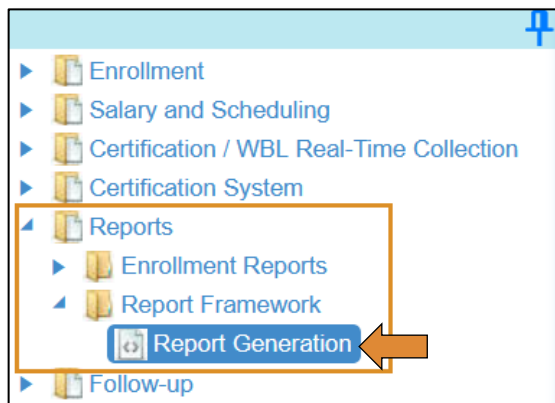 Enrollment
Salary and Scheduling
Certification / WBL Real-Time Collection
Certification System
Reports
Enrollment Reports
Report Framework
Report Generation
Follow-up